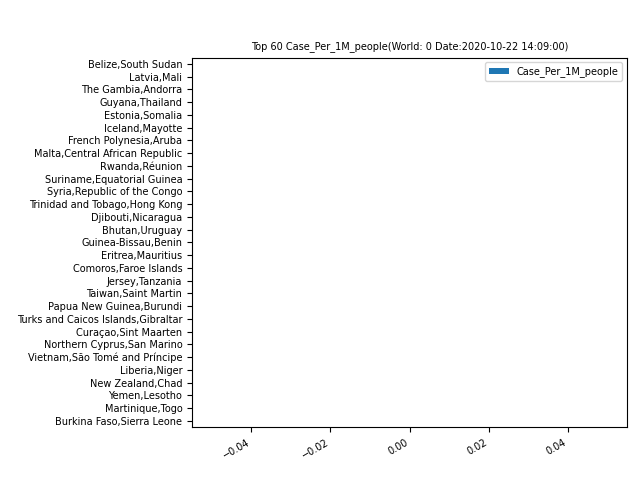 Top 60 Case_Per_1M_people(World: 0 Date:2020-10-22 14:09:00)
Case_Per_1M_people
Belize,South Sudan
Latvia,Mali
The Gambia,Andorra
Guyana,Thailand
Estonia,Somalia
Iceland,Mayotte
French Polynesia,Aruba
Malta,Central African Republic
Rwanda,Réunion
Suriname,Equatorial Guinea
Syria,Republic of the Congo
Trinidad and Tobago,Hong Kong
Djibouti,Nicaragua
Bhutan,Uruguay
Guinea-Bissau,Benin
Eritrea,Mauritius
Comoros,Faroe Islands
Jersey,Tanzania
Taiwan,Saint Martin
Papua New Guinea,Burundi
Turks and Caicos Islands,Gibraltar
Curaçao,Sint Maarten
Northern Cyprus,San Marino
Vietnam,São Tomé and Príncipe
Liberia,Niger
New Zealand,Chad
Yemen,Lesotho
Martinique,Togo
Burkina Faso,Sierra Leone
−0.04 −0.02 0.00 0.02 0.04